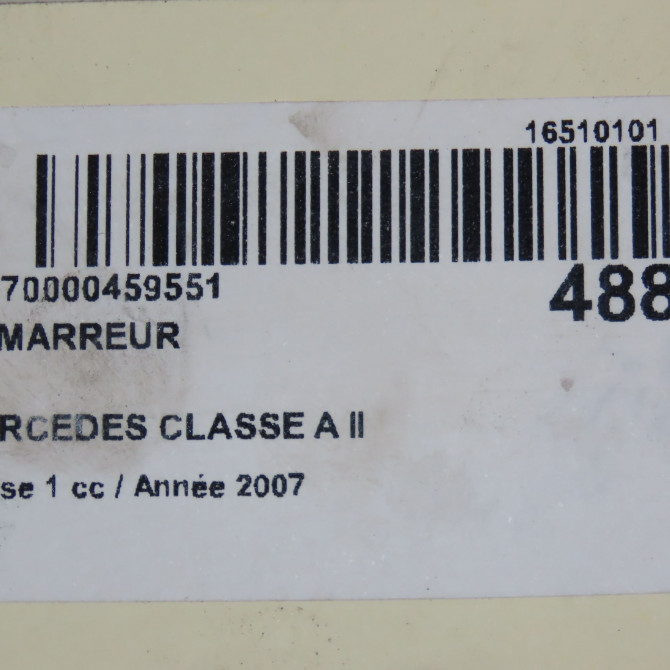 16510101
70000459551
488
MARREUR
RCEDES CLASSE A II
se 1 cc / Année 2007